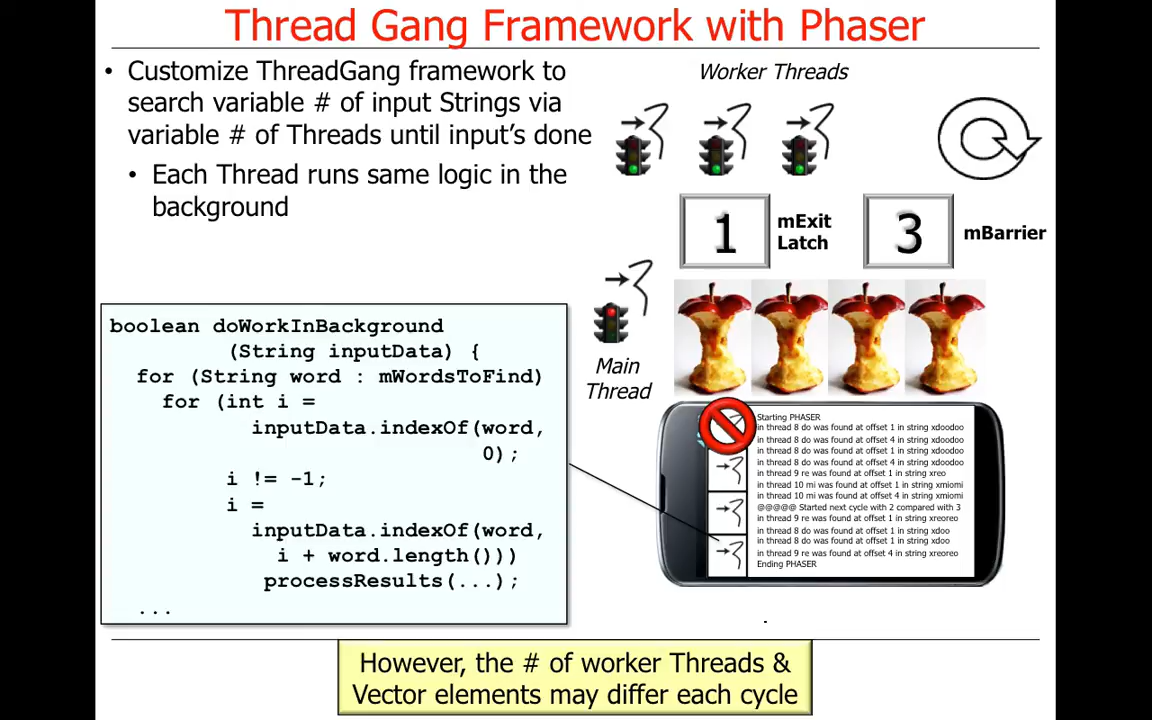 Thread Gang Framework with Phaser
• Customize ThreadGang framework to
search variable # of input Strings via
variable # of Threads until input's done
• Each Thread runs same logic in the
background
Worker Threads
1
mExit
Latch
3
mBarrier
Main
Thread
boolean doWorkInBackground
(String inputData) {
for (String word : mWordsToFind)
for (int i =
inputData.indexOf(word,
0);
i != -1;
i =
inputData.indexOf(word,
i + word.length()))
processResults(...);
...
Starting PHASER
in thread 8 do was found at offset 1 in string xdoodoo
in thread 8 do was found at offset 4 in string xdoodoo
in thread 8 do was found at offset 1 in string xdoodoo
in thread 8 do was found at offset 4 in string xdoodoo
in thread 9 re was found at offset 1 in string xreo
in thread 10 mi was found at offset 1 in string xmiomi
in thread 10 mi was found at offset 4 in string xmiomi
@@@@@ Started next cycle with 2 compared with 3
in thread 9 re was found at offset 1 in string xreoreo
in thread 8 do was found at offset 1 in string xdoo
in thread 8 do was found at offset 1 in string xdoo
in thread 9 re was found at offset 4 in string xreoreo
Ending PHASER
However, the # of worker Threads &
Vector elements may differ each cycle